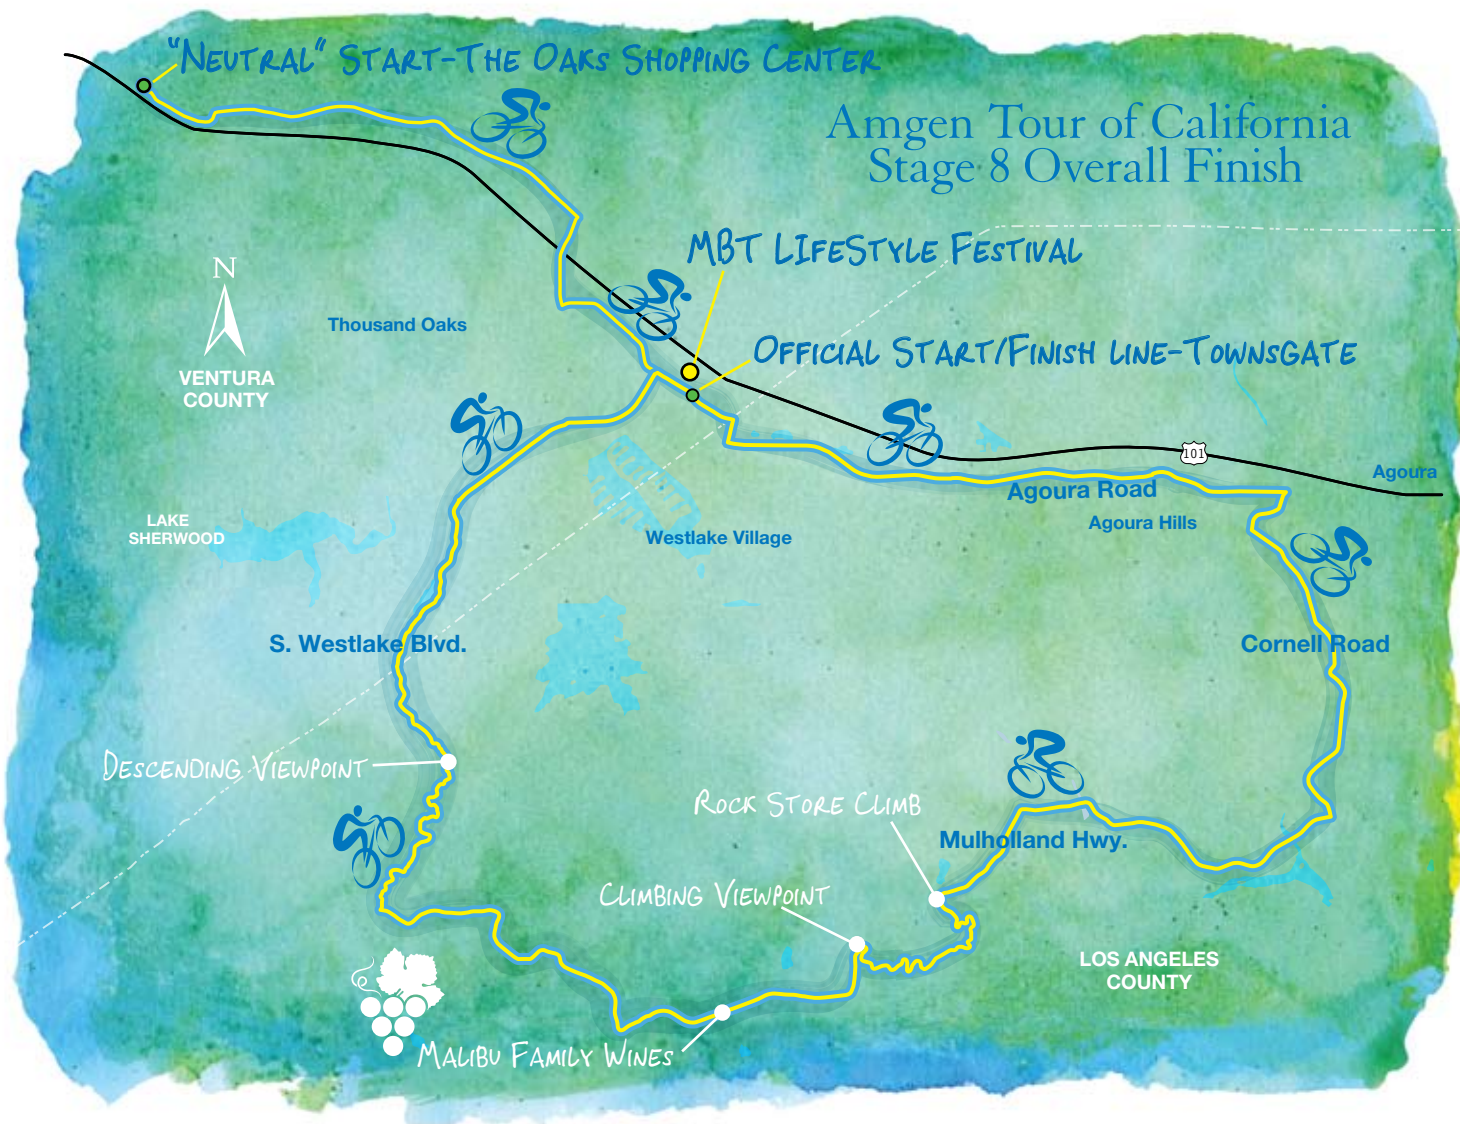 "Neutral" Start-The Oaks Shopping Center
Amgen Tour of California
Stage 8 Overall Finish
MBT LIfeStyle Festival
N
Thousand Oaks
Official Start/Finish line-Townsgate
VENTURA
COUNTY
101
Agoura
Agoura Road
LAKE
SHERWOOD
Agoura Hills
Westlake Village
S. Westlake Blvd.
Cornell Road
Descending Viewpoint
Rock Store Climb
Mulholland Hwy.
Climbing Viewpoint
LOS ANGELES
COUNTY
Malibu Family Wines